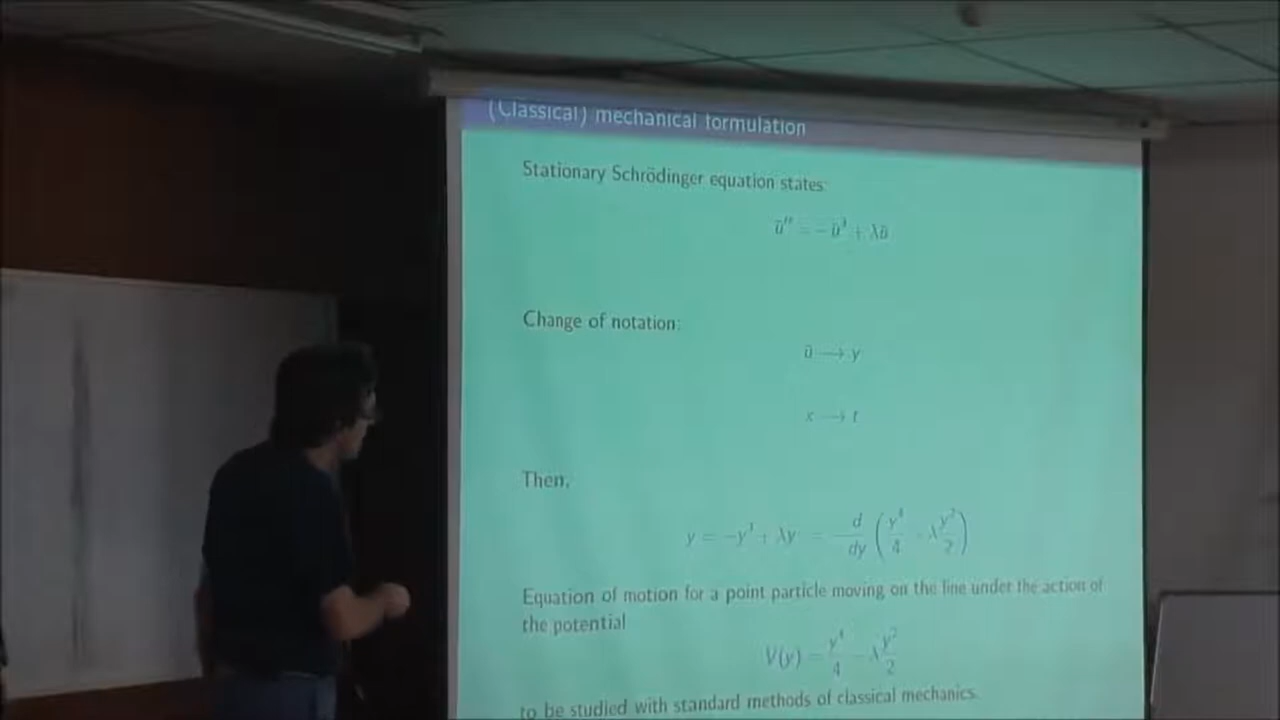 (Classical) mechanical formulation
Stationary Schrödinger equation states:
ū'' = −ū³ + λū
Change of notation:
ū ⟶ y
x ⟶ t
Then,
ÿ = −y³ + λy = −d/dy (y⁴/4 − λ y²/2)
Equation of motion for a point particle moving on the line under the action of
the potential
V(y) = y⁴/4 − λ y²/2
to be studied with standard methods of classical mechanics.